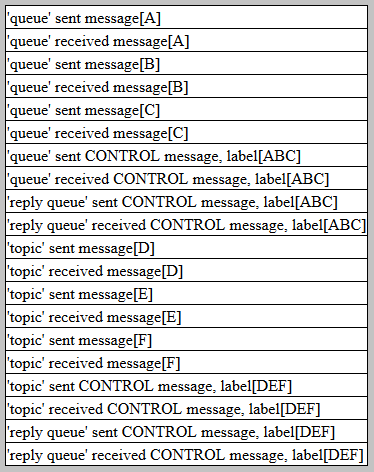 'queue' sent message[A]
'queue' received message[A]
'queue' sent message[B]
'queue' received message[B]
'queue' sent message[C]
'queue' received message[C]
'queue' sent CONTROL message, label[ABC]
'queue' received CONTROL message, label[ABC]
'reply queue' sent CONTROL message, label[ABC]
'reply queue' received CONTROL message, label[ABC]
'topic' sent message[D]
'topic' received message[D]
'topic' sent message[E]
'topic' received message[E]
'topic' sent message[F]
'topic' received message[F]
'topic' sent CONTROL message, label[DEF]
'topic' received CONTROL message, label[DEF]
'reply queue' sent CONTROL message, label[DEF]
'reply queue' received CONTROL message, label[DEF]